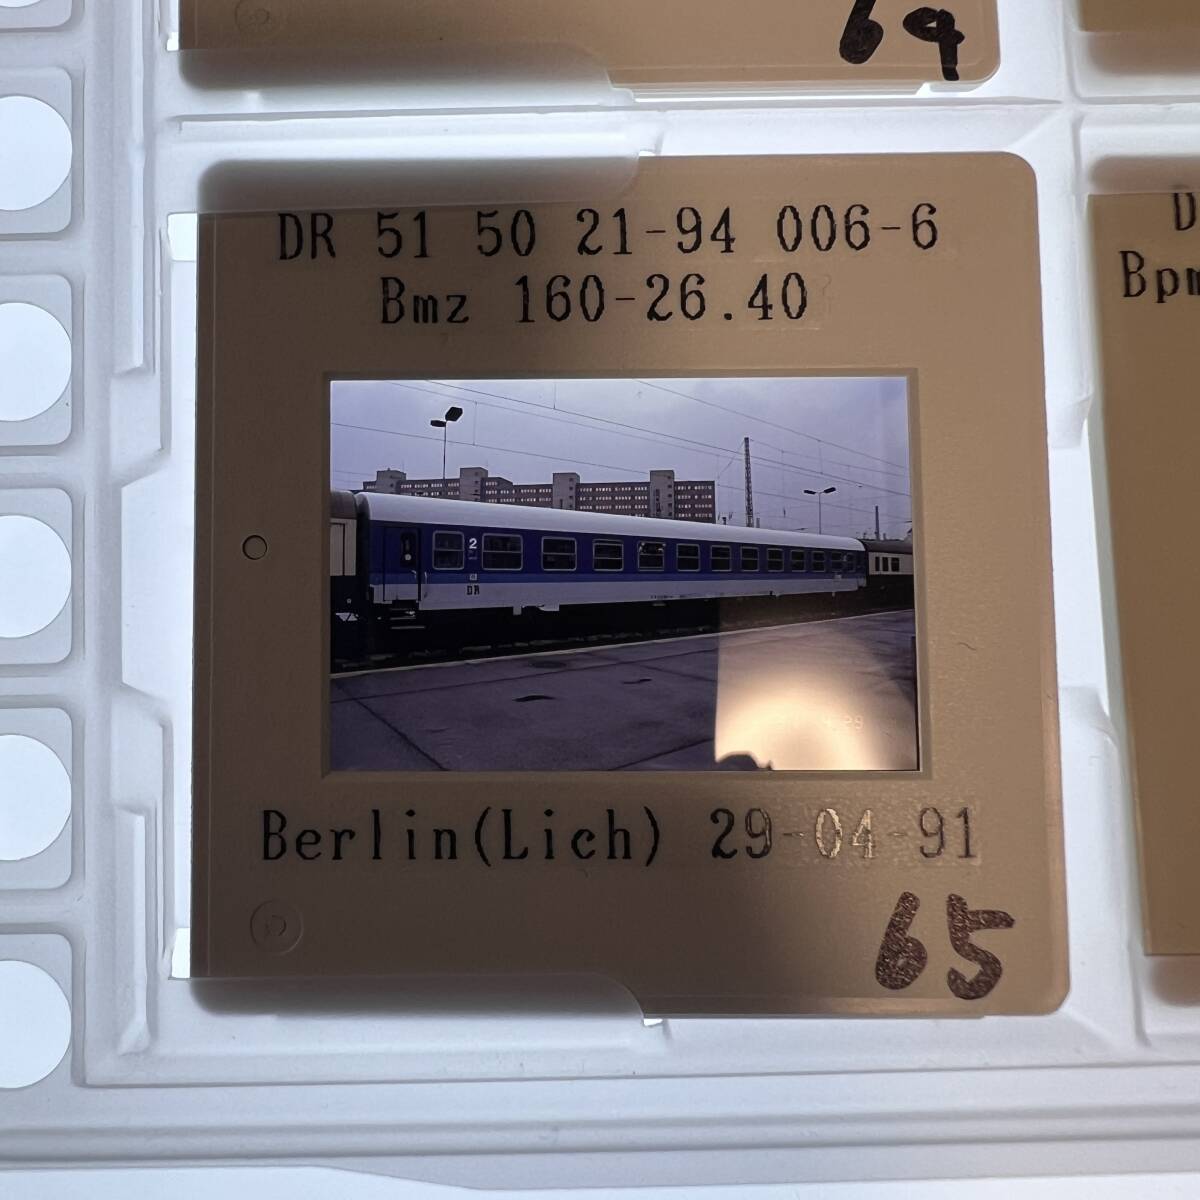 69
DR 51 50 21-94 006-6
Bmz 160-26.40
D
Bpm
2
DR
Berlin(Lich) 29-04-91
65